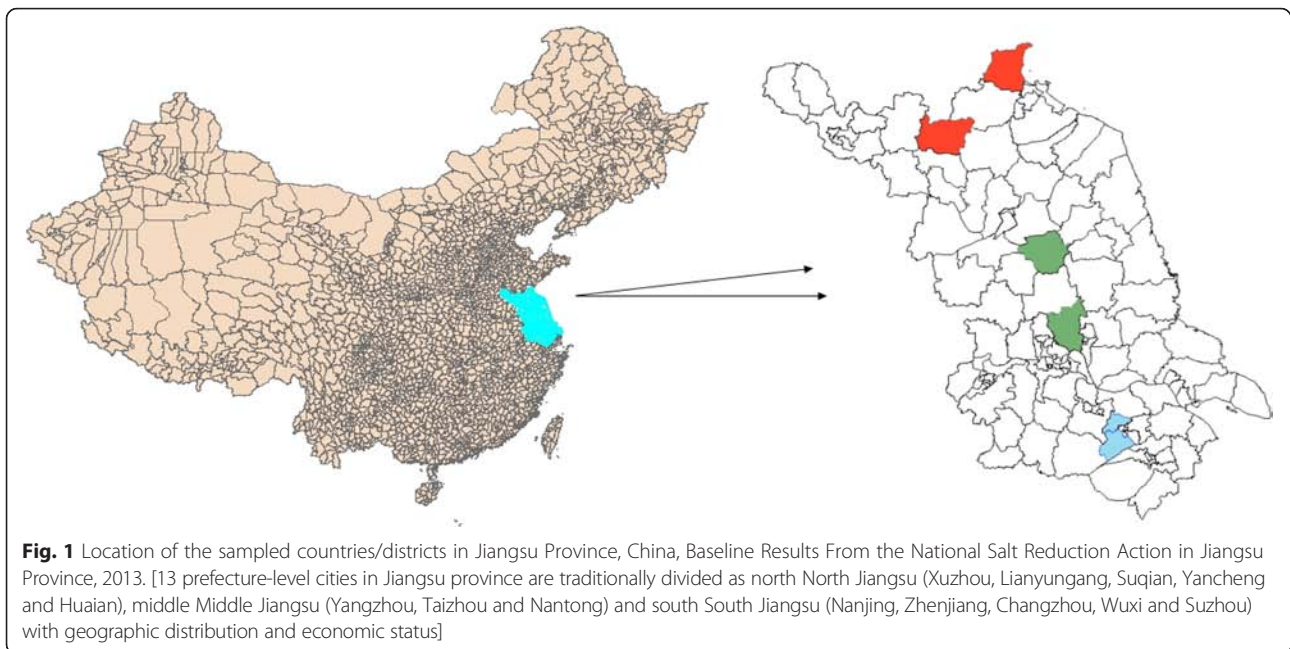 Fig. 1 Location of the sampled countries/districts in Jiangsu Province, China, Baseline Results From the National Salt Reduction Action in Jiangsu
Province, 2013. [13 prefecture-level cities in Jiangsu province are traditionally divided as north North Jiangsu (Xuzhou, Lianyungang, Suqian, Yancheng
and Huaian), middle Middle Jiangsu (Yangzhou, Taizhou and Nantong) and south South Jiangsu (Nanjing, Zhenjiang, Changzhou, Wuxi and Suzhou)
with geographic distribution and economic status]